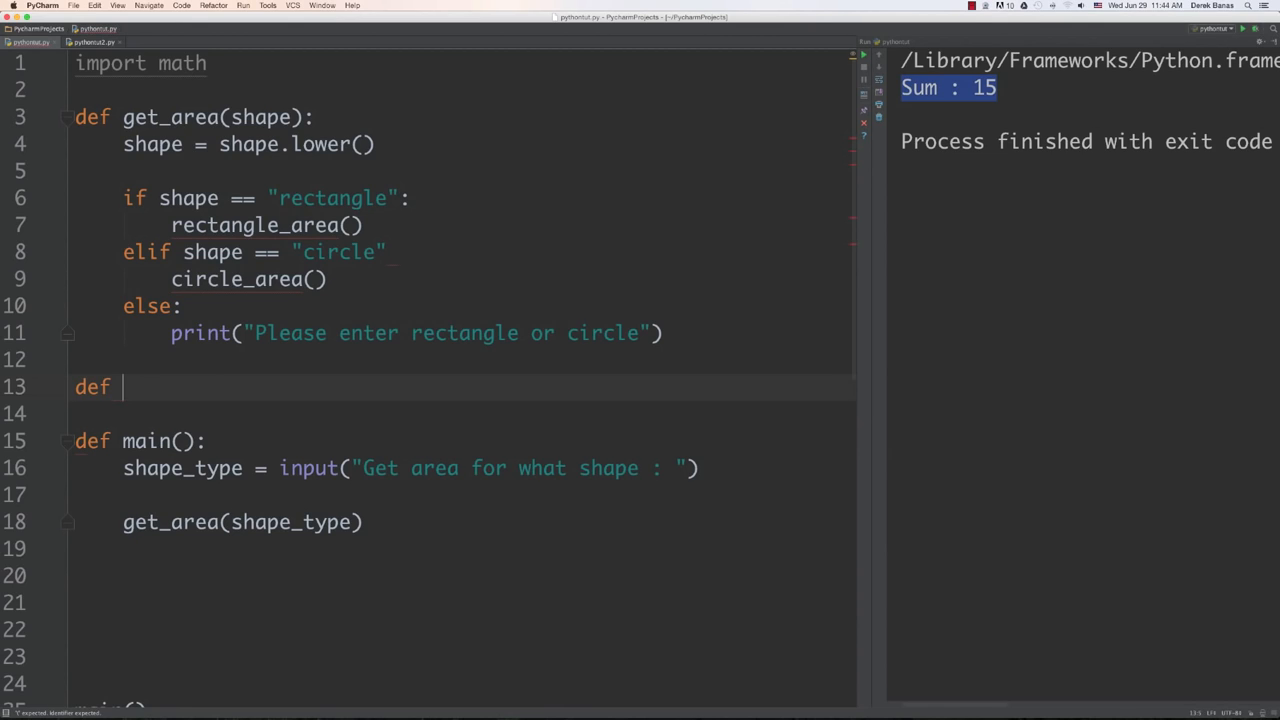 PyCharm File Edit View Navigate Code Refactor Run Tools VCS Window Help
10 Wed Jun 29 11:44 AM Derek Banas
pythontut.py - PycharmProjects - [~/PycharmProjects]
PycharmProjects pythontut.py pythontut
pythontut.py pythontut2.py Run: pythontut
1 import math
2
3 def get_area(shape):
4 shape = shape.lower()
5
6 if shape == "rectangle":
7 rectangle_area()
8 elif shape == "circle"
9 circle_area()
10 else:
11 print("Please enter rectangle or circle")
12
13 def
14
15 def main():
16 shape_type = input("Get area for what shape : ")
17
18 get_area(shape_type)
19
20
21
22
23
24
/Library/Frameworks/Python.frame
Sum : 15
Process finished with exit code
'(' expected. Identifier expected.
13:5 LF‡ UTF-8‡